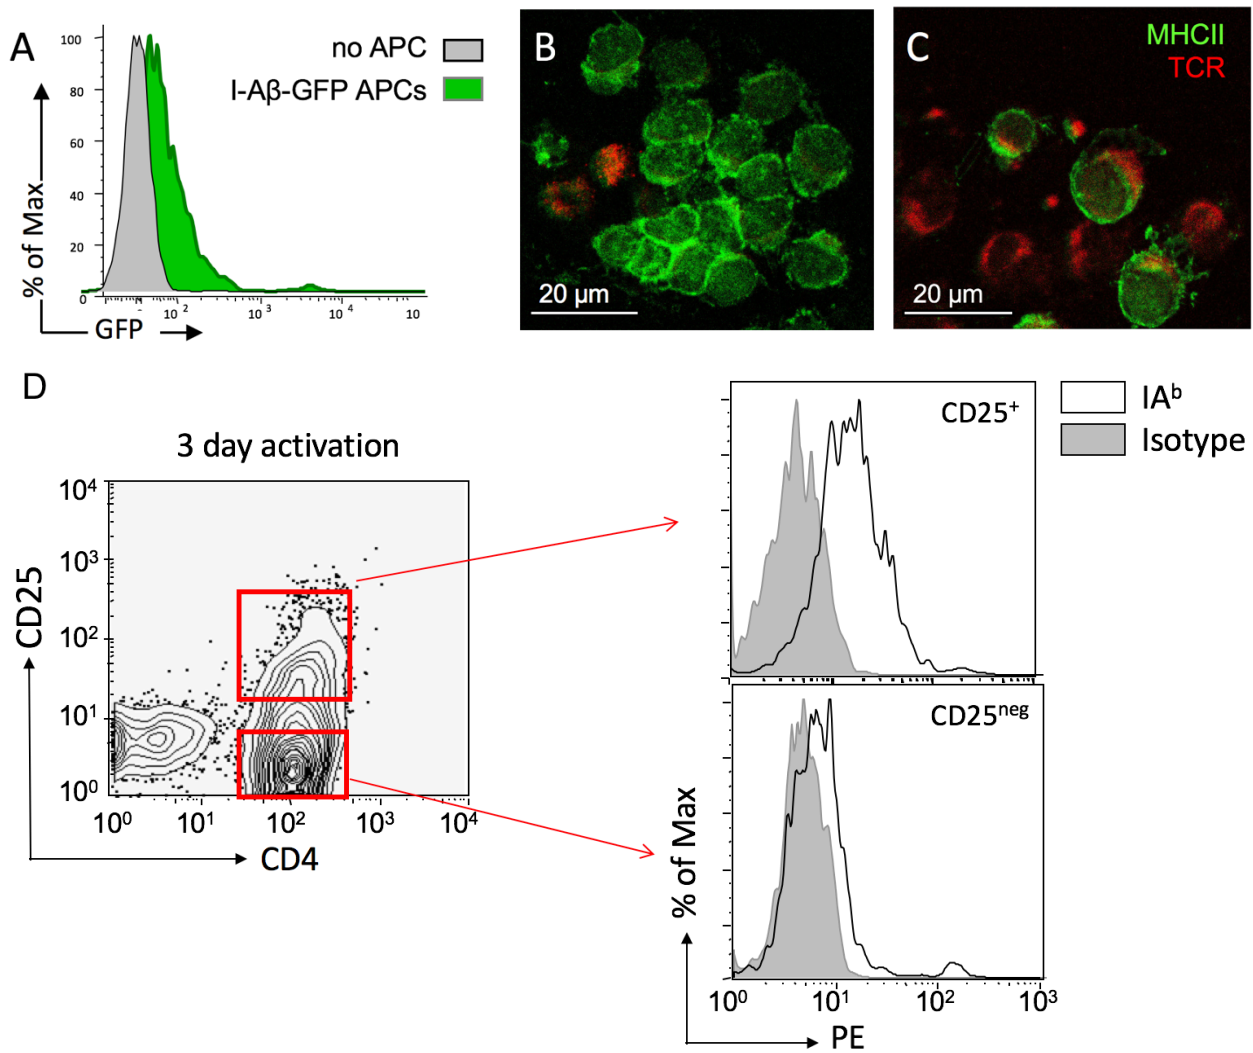 A
100
80
60
40
20
0
10 2
10 3
10 4
10
% of Max
GFP
no APC
I-Aβ-GFP APCs
B
20 µm
C
MHCII
TCR
20 µm
D
3 day activation
10⁴
10³
10²
10¹
10⁰
CD25
10⁰ 10¹ 10² 10³ 10⁴
CD4
CD25⁺
IAᵇ
Isotype
CD25ⁿᵉᵍ
% of Max
10⁰ 10¹ 10² 10³
PE